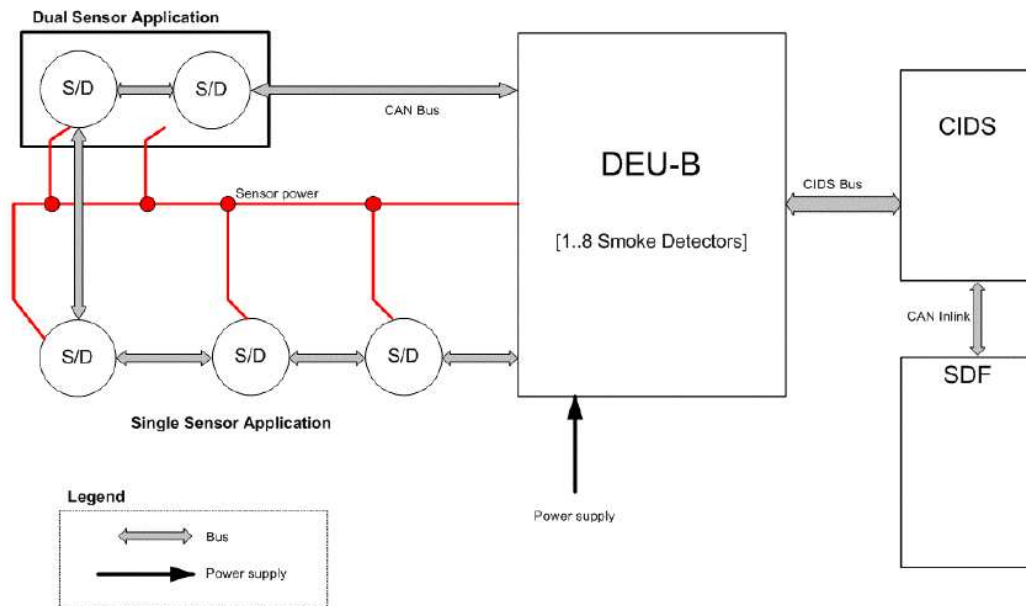 Dual Sensor Application
S/D
S/D
CAN Bus
Sensor power
DEU-B
[1..8 Smoke Detectors]
CIDS Bus
CIDS
CAN Inlink
SDF
S/D
S/D
S/D
Single Sensor Application
Power supply
Legend
Bus
Power supply